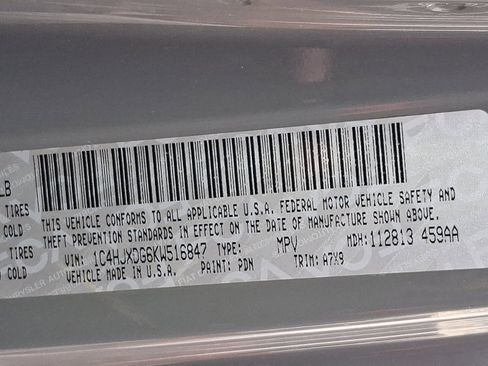 LB
TIRES
COLD
TIRES
COLD
THIS VEHICLE CONFORMS TO ALL APPLICABLE U.S.A. FEDERAL MOTOR VEHICLE SAFETY AND
THEFT PREVENTION STANDARDS IN EFFECT ON THE DATE OF MANUFACTURE SHOWN ABOVE.
VIN: 1C4HJXDG6KW516847 TYPE: MPV MDH: 112813 459AA
VEHICLE MADE IN U.S.A. PAINT: PDN TRIM: A7X9